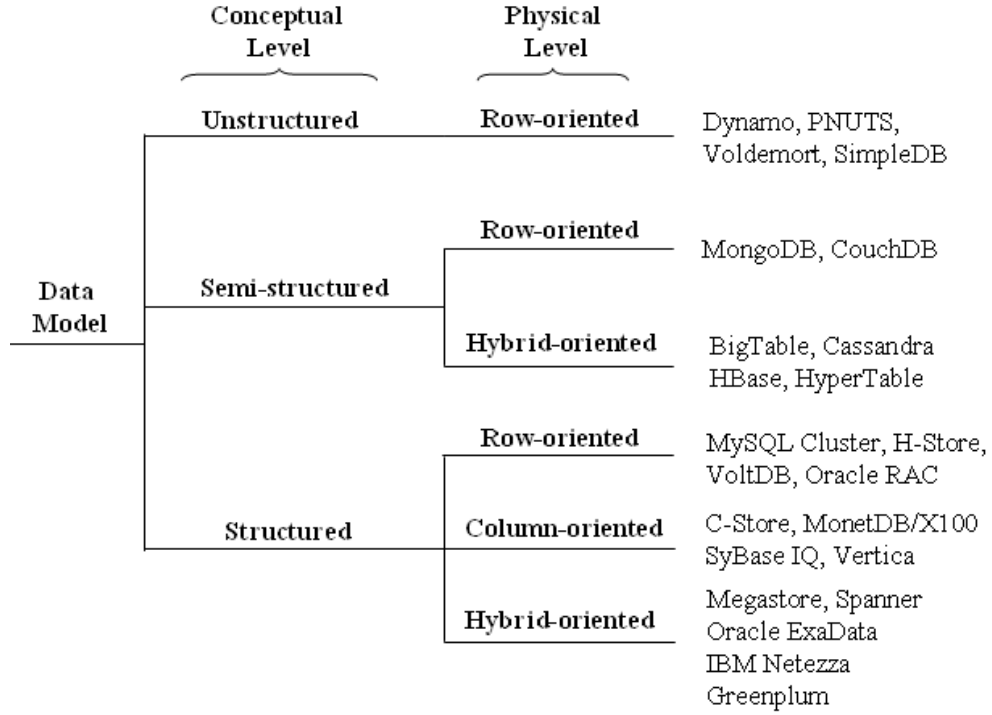 Conceptual
Level
Physical
Level
Unstructured
Row-oriented
Dynamo, PNUTS,
Voldemort, SimpleDB
Data
Model
Semi-structured
Row-oriented
MongoDB, CouchDB
Hybrid-oriented
BigTable, Cassandra
HBase, HyperTable
Structured
Row-oriented
MySQL Cluster, H-Store,
VoltDB, Oracle RAC
Column-oriented
C-Store, MonetDB/X100
SyBase IQ, Vertica
Hybrid-oriented
Megastore, Spanner
Oracle ExaData
IBM Netezza
Greenplum